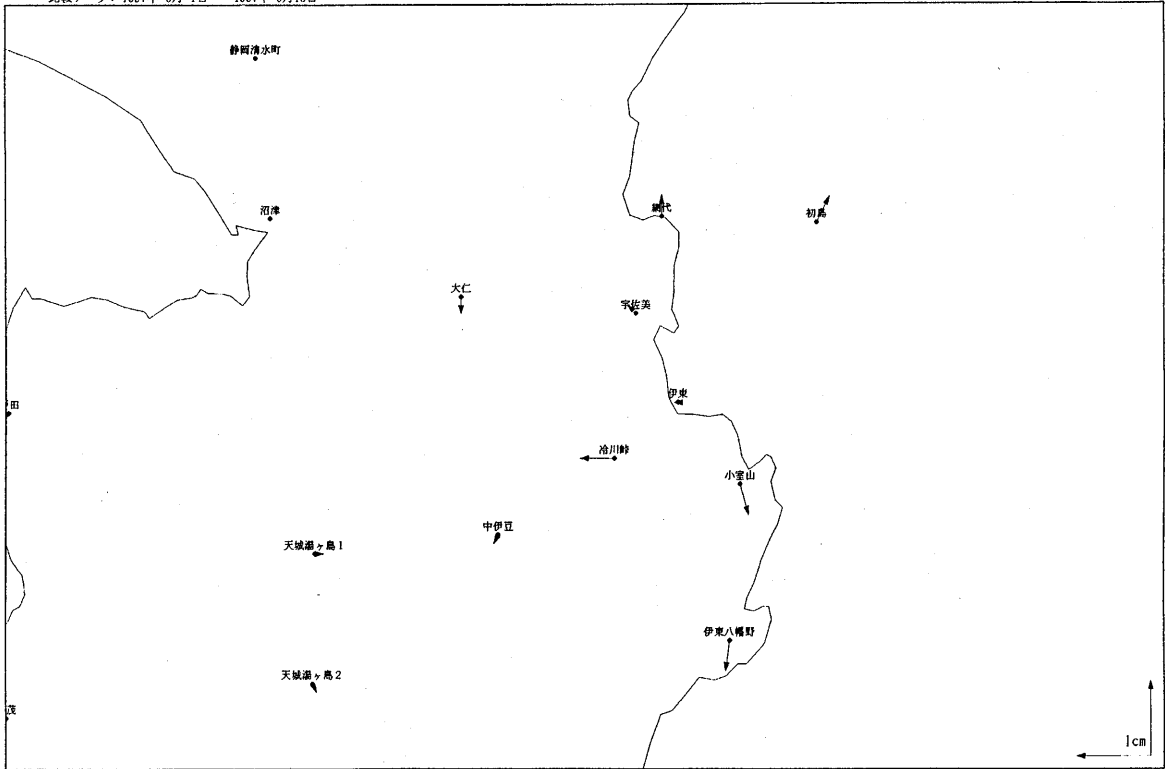 静岡清水町
沼津
網代
初島
大仁
宇佐美
伊東
田
冷川峠
小室山
中伊豆
天城湯ヶ島1
伊東八幡野
天城湯ヶ島2
茂
1cm